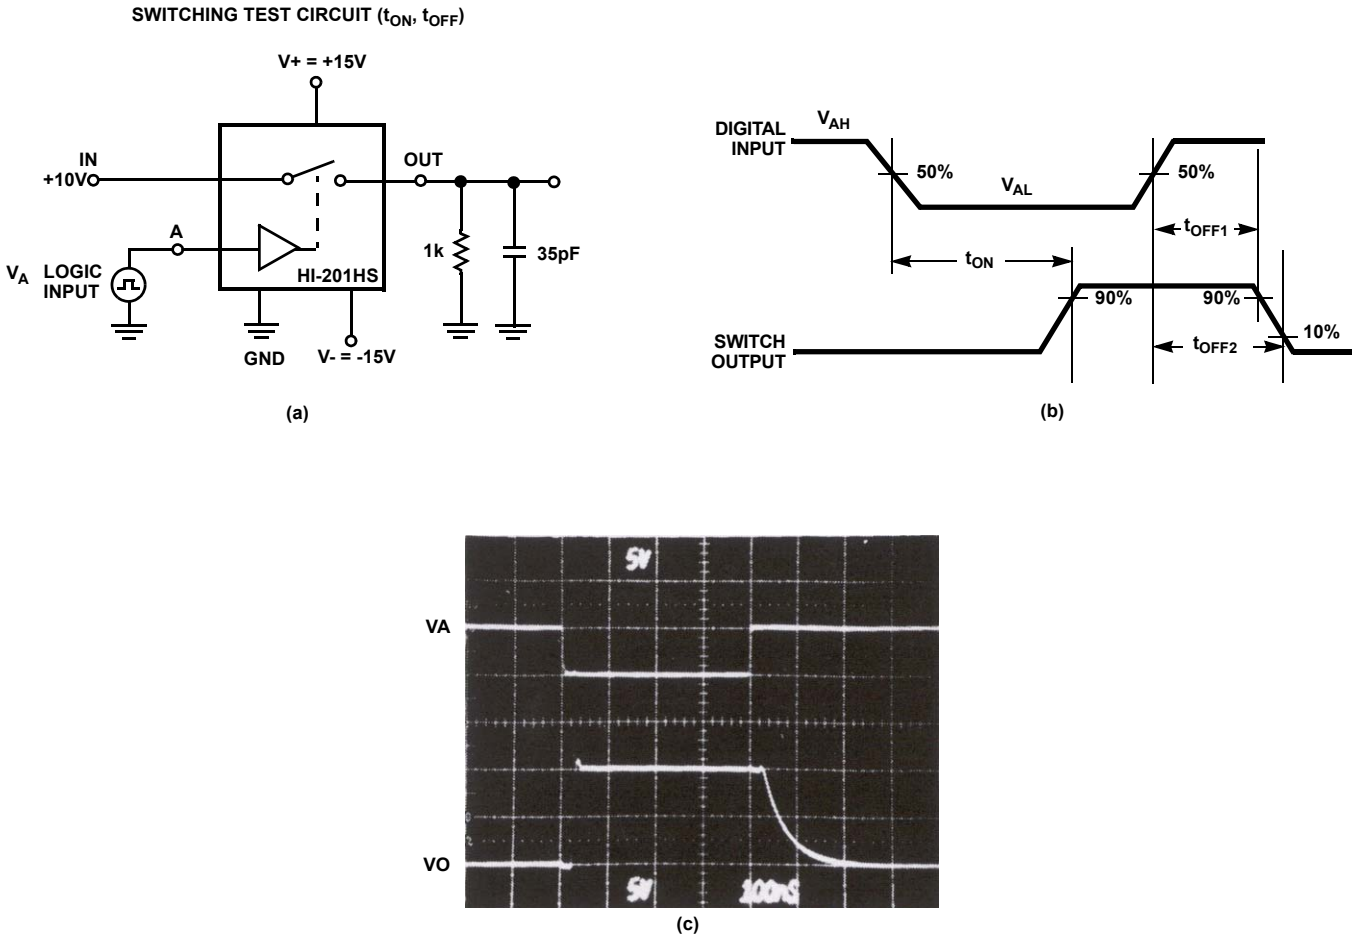 SWITCHING TEST CIRCUIT (tON, tOFF)
V+ = +15V
IN
+10V
OUT
A
VA
LOGIC
INPUT
HI-201HS
1k
35pF
GND
V- = -15V
(a)
DIGITAL
INPUT
VAH
50%
VAL
50%
tOFF1
tON
90%
90%
SWITCH
OUTPUT
tOFF2
10%
(b)
5V
VA
VO
5V
100nS
(c)